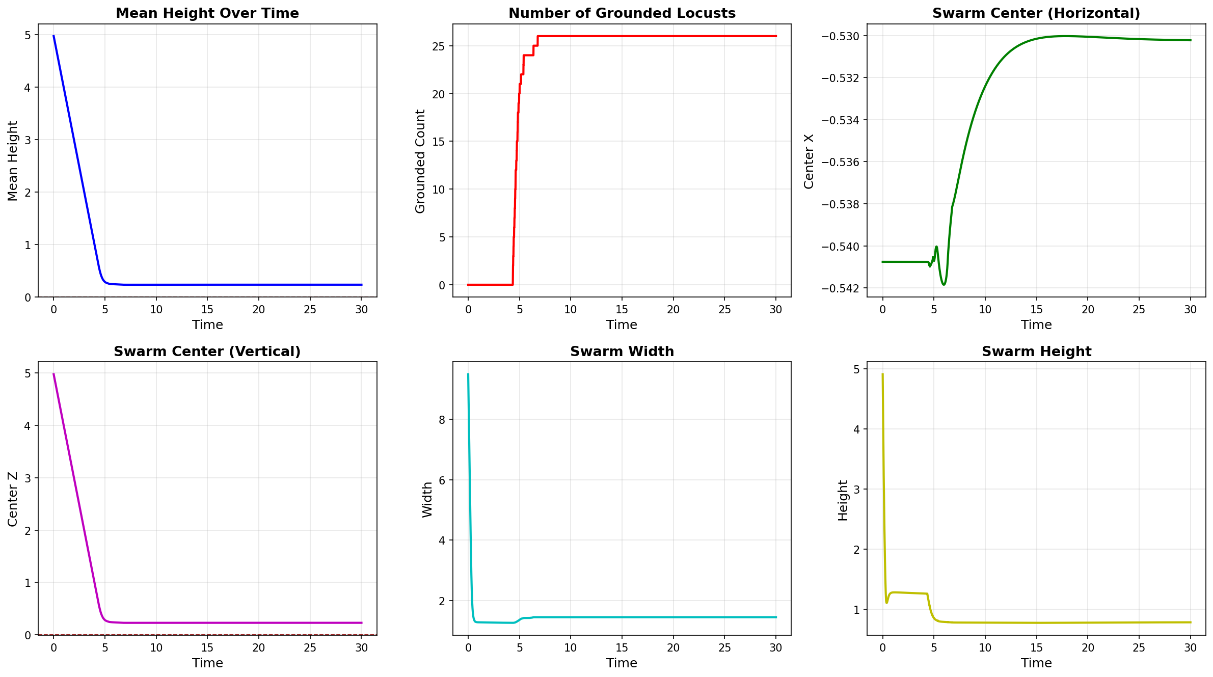 Mean Height Over Time
Mean Height
5
4
3
2
1
0
0 5 10 15 20 25 30
Time
Number of Grounded Locusts
Grounded Count
25
20
15
10
5
0
0 5 10 15 20 25 30
Time
Swarm Center (Horizontal)
Center X
−0.530
−0.532
−0.534
−0.536
−0.538
−0.540
−0.542
0 5 10 15 20 25 30
Time
Swarm Center (Vertical)
Center Z
5
4
3
2
1
0
0 5 10 15 20 25 30
Time
Swarm Width
Width
8
6
4
2
0 5 10 15 20 25 30
Time
Swarm Height
Height
5
4
3
2
1
0 5 10 15 20 25 30
Time